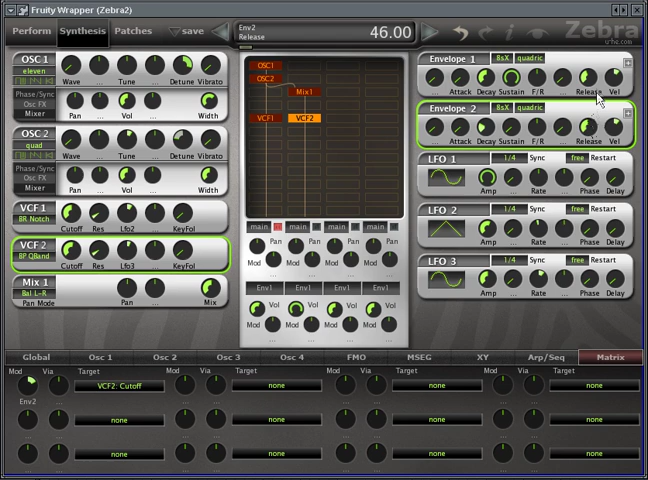 Fruity Wrapper (Zebra2)
Perform Synthesis Patches save
Env2
Release
46.00
Zebra
u-he.com
OSC 1
eleven
Wave ... Tune ... Detune Vibrato
Phase/Sync
Osc FX
Mixer
Pan ... Vol ... Width
OSC 2
quad
Wave ... Tune ... Detune Vibrato
Phase/Sync
Osc FX
Mixer
Pan ... Vol ... Width
VCF 1
BR Notch
Cutoff Res Lfo2 ... KeyFol
VCF 2
BP QBand
Cutoff Res Lfo3 ... KeyFol
Mix 1
Bal L-R
Pan Mode
Pan ... Mix
OSC1
OSC2
Mix1
VCF1 VCF2
main main main main
Pan Pan
Mod Mod
Env1 Env1 Env1 Env1
Vol Vol
Mod Mod
Envelope 1 8sX quadric
... Attack Decay Sustain F/R ... Release Vel
Envelope 2 8sX quadric
... Attack Decay Sustain F/R ... Release Vel
LFO 1 1/4 Sync free Restart
Amp ... Rate ... Phase Delay
LFO 2 1/4 Sync free Restart
Amp ... Rate ... Phase Delay
LFO 3 1/4 Sync free Restart
Amp ... Rate ... Phase Delay
Global Osc 1 Osc 2 Osc 3 Osc 4 FMO MSEG XY Arp/Seq Matrix
Mod Via Target Mod Via Target Mod Via Target Mod Via Target
VCF2: Cutoff none none none
Env2 ... ... ... ... ... ... ...
none none none none
... ... ... ... ... ... ... ...
none none none none